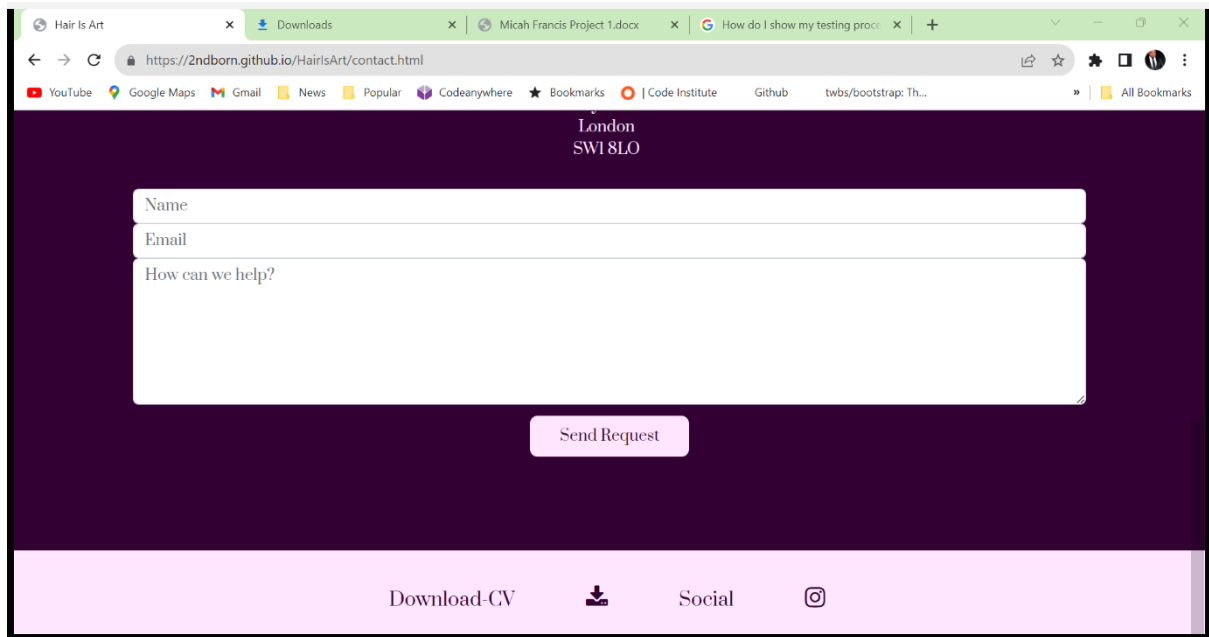 Hair Is Art
Downloads
Micah Francis Project 1.docx
How do I show my testing proce
https://2ndborn.github.io/HairIsArt/contact.html
YouTube Google Maps Gmail News Popular Codeanywhere Bookmarks | Code Institute Github twbs/bootstrap: Th... » All Bookmarks
London
SW1 8LO
Name
Email
How can we help?
Send Request
Download-CV Social